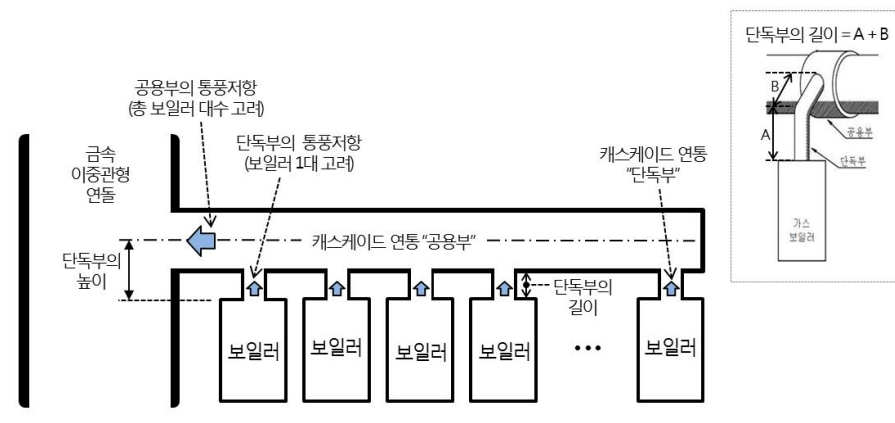 공용부의 통풍저항
(총 보일러 대수 고려)
단독부의 통풍저항
(보일러 1대 고려)
캐스케이드 연통
"단독부"
금속
이중관형
연돌
캐스케이드 연통 "공용부"
단독부의
높이
단독부의
길이
보일러
보일러
보일러
보일러
•••
보일러
단독부의 길이 = A + B
B
A
공용부
단독부
가스
보일러